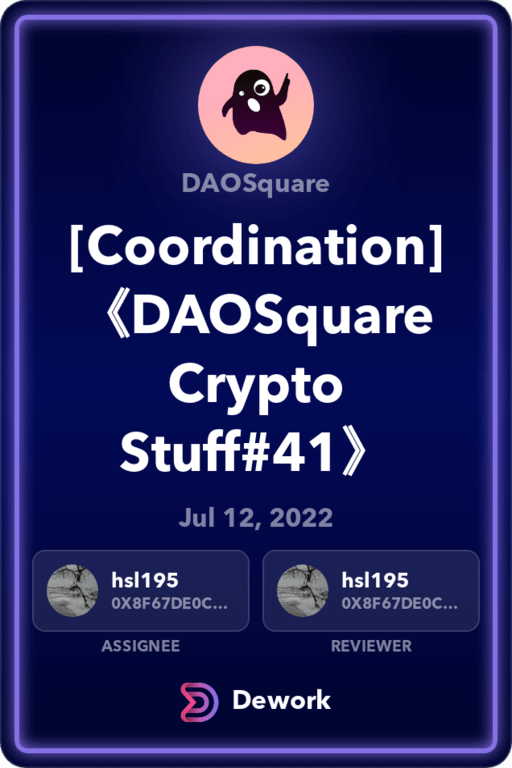 DAOSquare
[Coordination]
《DAOSquare
Crypto
Stuff#41》
Jul 12, 2022
hsl195
0X8F67DE0C...
ASSIGNEE
hsl195
0X8F67DE0C...
REVIEWER
Dework